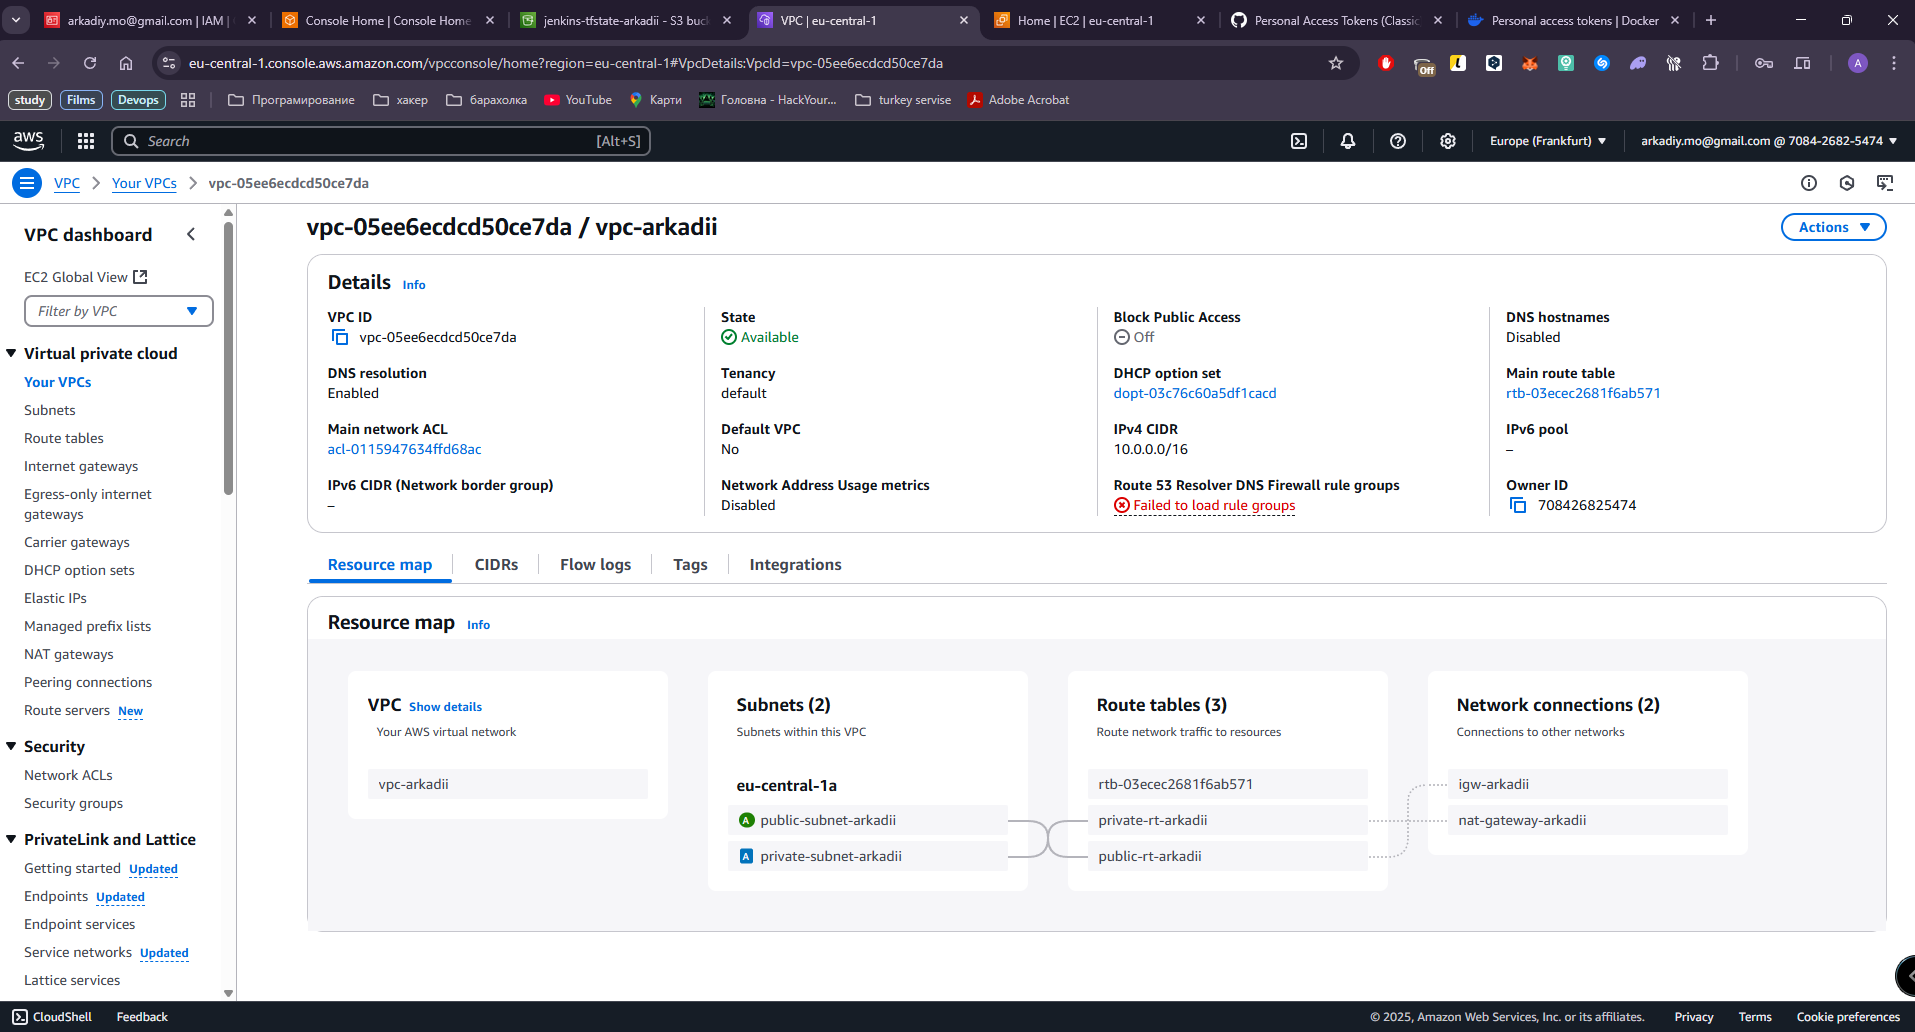 arkadiy.mo@gmail.com | IAM |
Console Home | Console Home
jenkins-tfstate-arkadii - S3 buc
VPC | eu-central-1
Home | EC2 | eu-central-1
Personal Access Tokens (Classic
Personal access tokens | Docker
eu-central-1.console.aws.amazon.com/vpcconsole/home?region=eu-central-1#VpcDetails:VpcId=vpc-05ee6ecdcd50ce7da
Off
A
study
Films
Devops
Програмирование
хакер
барахолка
YouTube
Карти
Головна - HackYour...
turkey servise
Adobe Acrobat
aws
Search
[Alt+S]
Europe (Frankfurt)
arkadiy.mo@gmail.com @ 7084-2682-5474
VPC
Your VPCs
vpc-05ee6ecdcd50ce7da
VPC dashboard
EC2 Global View
Filter by VPC
Virtual private cloud
Your VPCs
Subnets
Route tables
Internet gateways
Egress-only internet
gateways
Carrier gateways
DHCP option sets
Elastic IPs
Managed prefix lists
NAT gateways
Peering connections
Route servers New
Security
Network ACLs
Security groups
PrivateLink and Lattice
Getting started Updated
Endpoints Updated
Endpoint services
Service networks Updated
Lattice services
vpc-05ee6ecdcd50ce7da / vpc-arkadii
Actions
Details Info
VPC ID
vpc-05ee6ecdcd50ce7da
State
Available
Block Public Access
Off
DNS hostnames
Disabled
DNS resolution
Enabled
Tenancy
default
DHCP option set
dopt-03c76c60a5df1cacd
Main route table
rtb-03ecec2681f6ab571
Main network ACL
acl-0115947634ffd68ac
Default VPC
No
IPv4 CIDR
10.0.0.0/16
IPv6 pool
–
IPv6 CIDR (Network border group)
–
Network Address Usage metrics
Disabled
Route 53 Resolver DNS Firewall rule groups
Failed to load rule groups
Owner ID
708426825474
Resource map
CIDRs
Flow logs
Tags
Integrations
Resource map Info
VPC Show details
Your AWS virtual network
vpc-arkadii
Subnets (2)
Subnets within this VPC
eu-central-1a
A public-subnet-arkadii
A private-subnet-arkadii
Route tables (3)
Route network traffic to resources
rtb-03ecec2681f6ab571
private-rt-arkadii
public-rt-arkadii
Network connections (2)
Connections to other networks
igw-arkadii
nat-gateway-arkadii
CloudShell
Feedback
© 2025, Amazon Web Services, Inc. or its affiliates.
Privacy
Terms
Cookie preferences